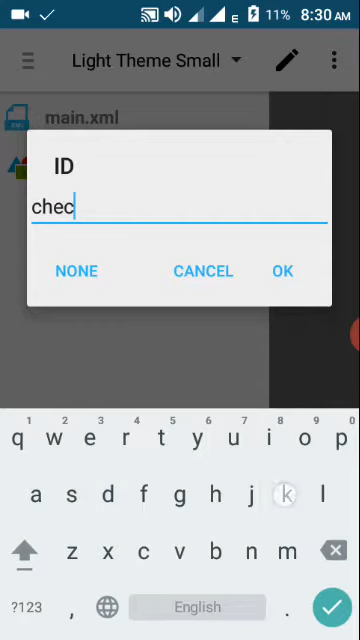 E 11% 8:30 AM
Light Theme Small
main.xml
ID
chec
NONE CANCEL OK
1 2 3 4 5 6 7 8 9 0
q w e r t y u i o p
a s d f g h j k l
z x c v b n m
?123 , English .